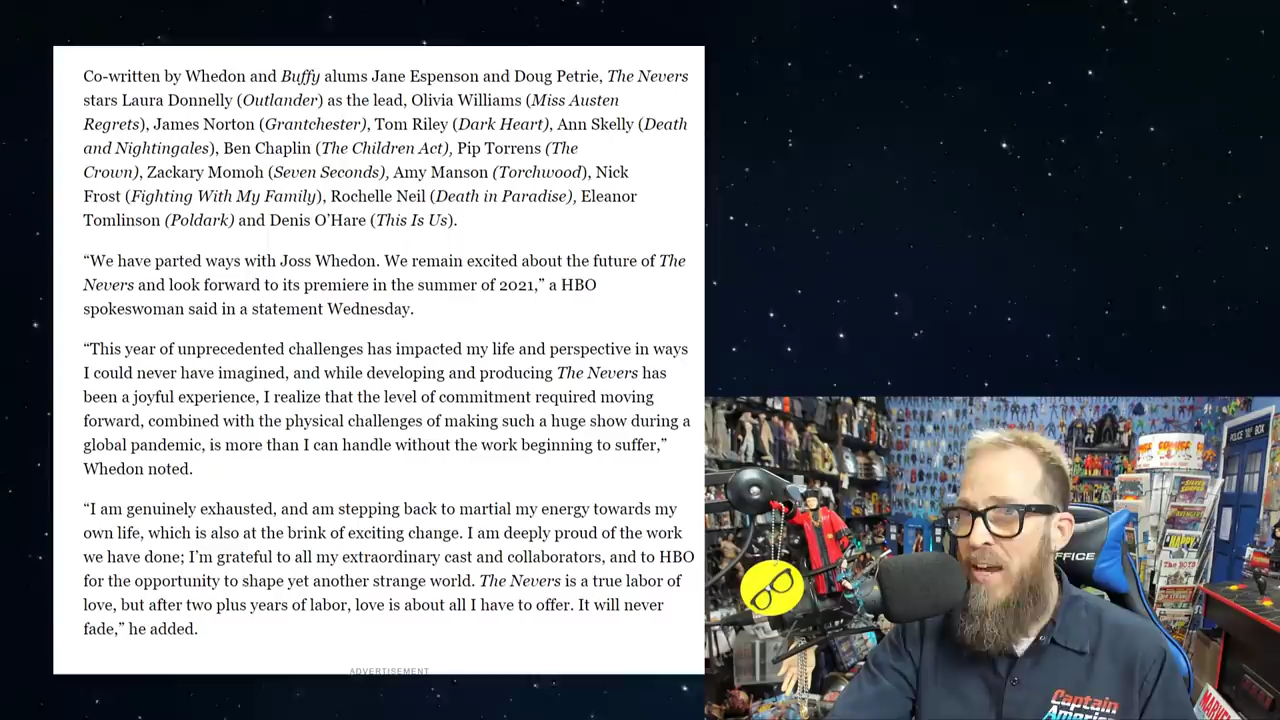 Co-written by Whedon and Buffy alums Jane Espenson and Doug Petrie, The Nevers
stars Laura Donnelly (Outlander) as the lead, Olivia Williams (Miss Austen
Regrets), James Norton (Grantchester), Tom Riley (Dark Heart), Ann Skelly (Death
and Nightingales), Ben Chaplin (The Children Act), Pip Torrens (The
Crown), Zackary Momoh (Seven Seconds), Amy Manson (Torchwood), Nick
Frost (Fighting With My Family), Rochelle Neil (Death in Paradise), Eleanor
Tomlinson (Poldark) and Denis O’Hare (This Is Us).
“We have parted ways with Joss Whedon. We remain excited about the future of The
Nevers and look forward to its premiere in the summer of 2021,” a HBO
spokeswoman said in a statement Wednesday.
“This year of unprecedented challenges has impacted my life and perspective in ways
I could never have imagined, and while developing and producing The Nevers has
been a joyful experience, I realize that the level of commitment required moving
forward, combined with the physical challenges of making such a huge show during a
global pandemic, is more than I can handle without the work beginning to suffer,”
Whedon noted.
“I am genuinely exhausted, and am stepping back to martial my energy towards my
own life, which is also at the brink of exciting change. I am deeply proud of the work
we have done; I’m grateful to all my extraordinary cast and collaborators, and to HBO
for the opportunity to shape yet another strange world. The Nevers is a true labor of
love, but after two plus years of labor, love is about all I have to offer. It will never
fade,” he added.
ADVERTISEMENT
POLICE BOX
COMICS
SILVER SURFER
AVENGERS
HAPPY
The BOYS
OFFICE
Captain
America
MARVEL